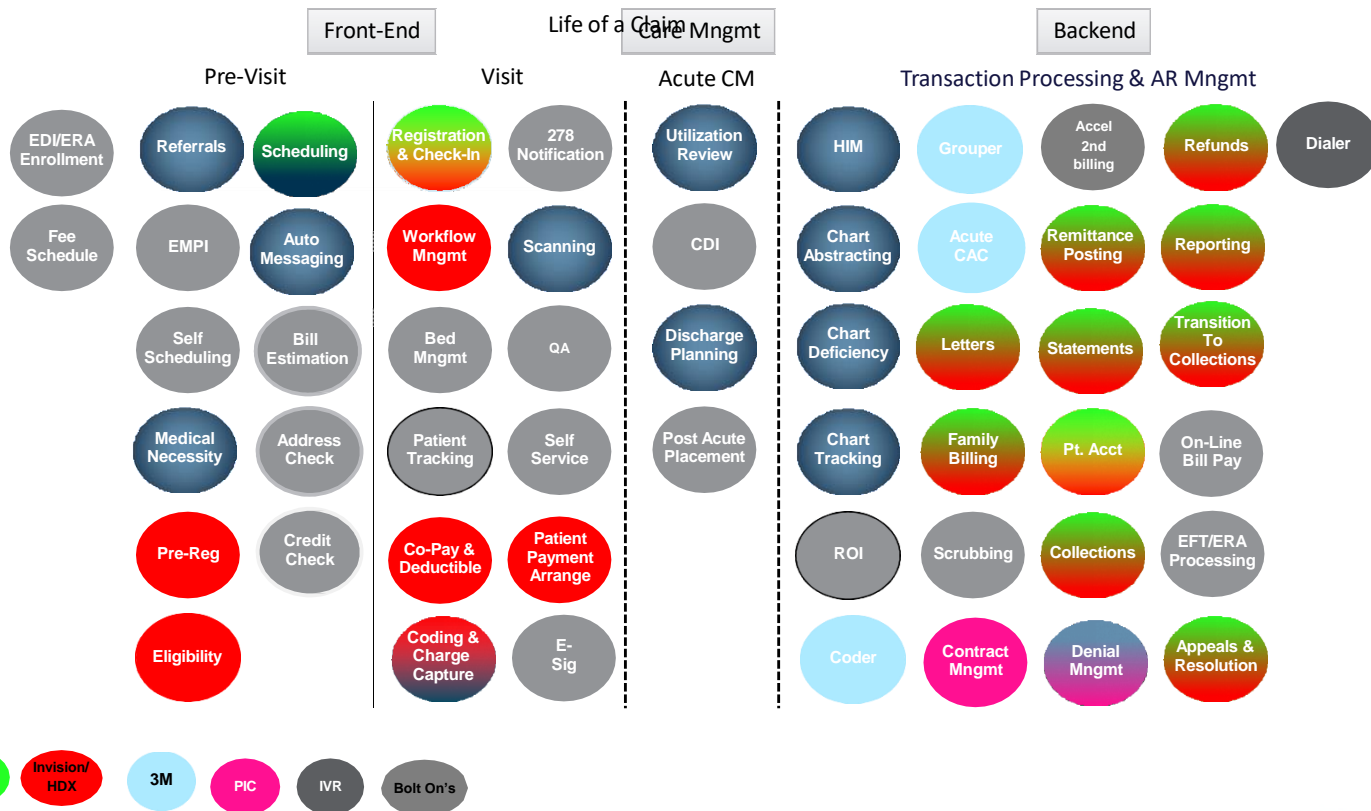 Life of a Claim
Front-End
Care Mngmt
Backend
Pre-Visit
Visit
Acute CM
Transaction Processing & AR Mngmt
EDI/ERA
Enrollment
Referrals
Scheduling
Registration
& Check-In
278
Notification
Utilization
Review
HIM
Grouper
Accel
2nd
billing
Refunds
Dialer
Fee
Schedule
EMPI
Auto
Messaging
Workflow
Mngmt
Scanning
CDI
Chart
Abstracting
Acute
CAC
Remittance
Posting
Reporting
Self
Scheduling
Bill
Estimation
Bed
Mngmt
QA
Discharge
Planning
Chart
Deficiency
Letters
Statements
Transition
To
Collections
Medical
Necessity
Address
Check
Patient
Tracking
Self
Service
Post Acute
Placement
Chart
Tracking
Family
Billing
Pt. Acct
On-Line
Bill Pay
Pre-Reg
Credit
Check
Co-Pay &
Deductible
Patient
Payment
Arrange
ROI
Scrubbing
Collections
EFT/ERA
Processing
Eligibility
Coding &
Charge
Capture
E-
Sig
Coder
Contract
Mngmt
Denial
Mngmt
Appeals &
Resolution
Invision/
HDX
3M
PIC
IVR
Bolt On's